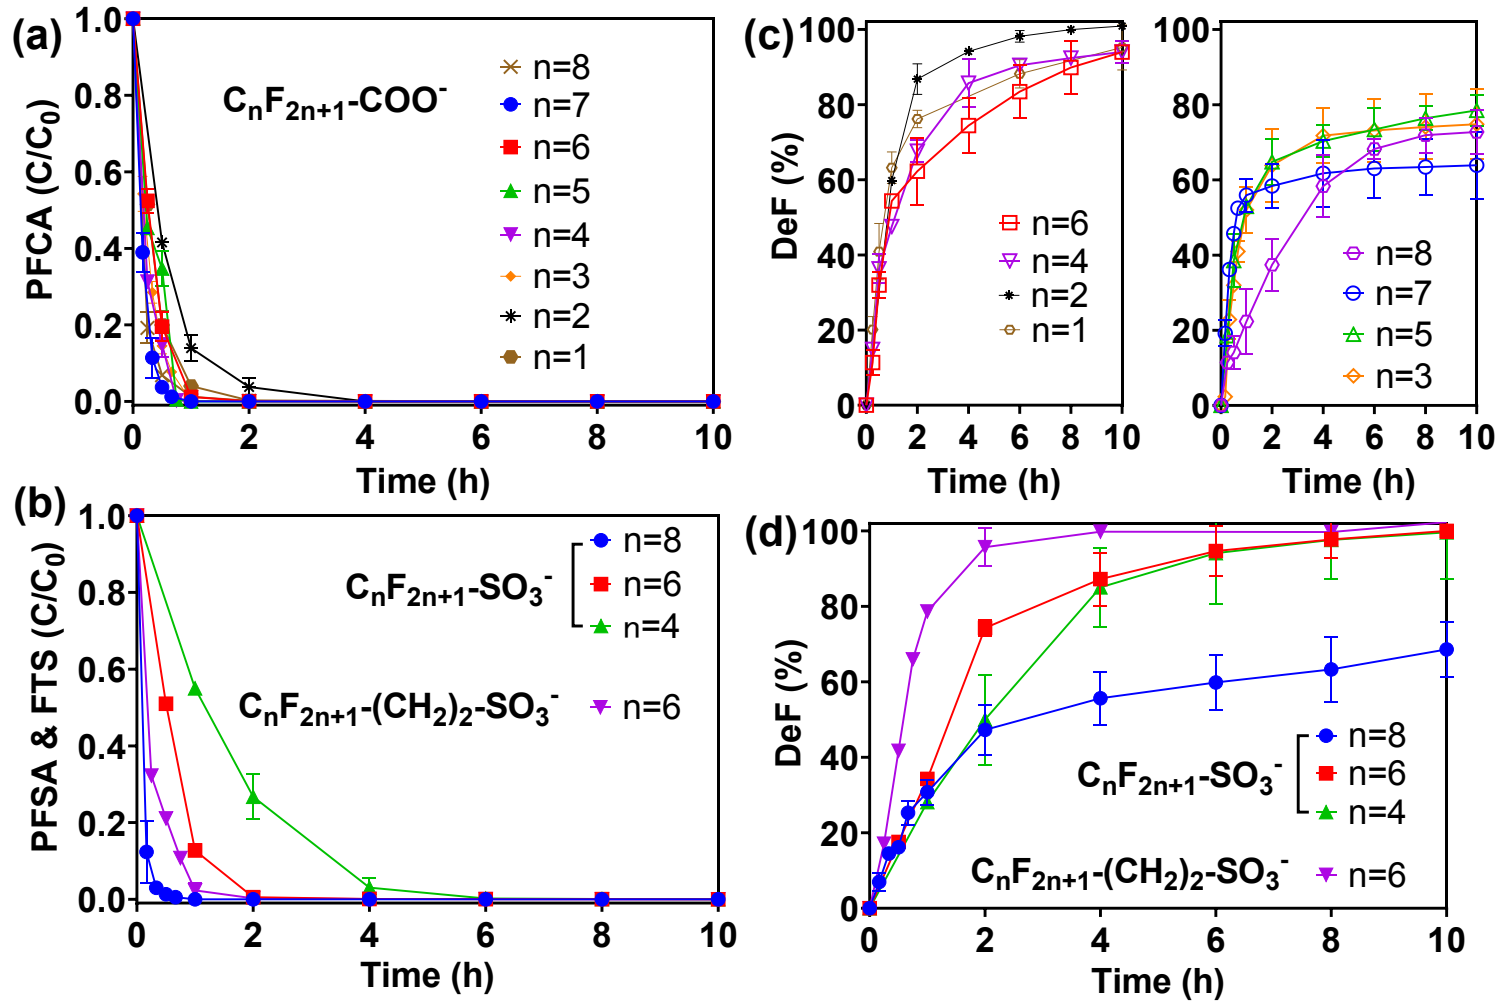 (a)
PFCA (C/C0)
1.0
0.8
0.6
0.4
0.2
0.0
CnF2n+1-COO-
n=8
n=7
n=6
n=5
n=4
n=3
n=2
n=1
0 2 4 6 8 10
Time (h)
(c)
DeF (%)
100
80
60
40
20
0
n=6
n=4
n=2
n=1
0 2 4 6 8 10
Time (h)
100
80
60
40
20
0
n=8
n=7
n=5
n=3
0 2 4 6 8 10
Time (h)
(b)
PFSA & FTS (C/C0)
1.0
0.8
0.6
0.4
0.2
0.0
CnF2n+1-SO3-
n=8
n=6
n=4
CnF2n+1-(CH2)2-SO3-
n=6
0 2 4 6 8 10
Time (h)
(d)
DeF (%)
100
80
60
40
20
0
CnF2n+1-SO3-
n=8
n=6
n=4
CnF2n+1-(CH2)2-SO3-
n=6
0 2 4 6 8 10
Time (h)